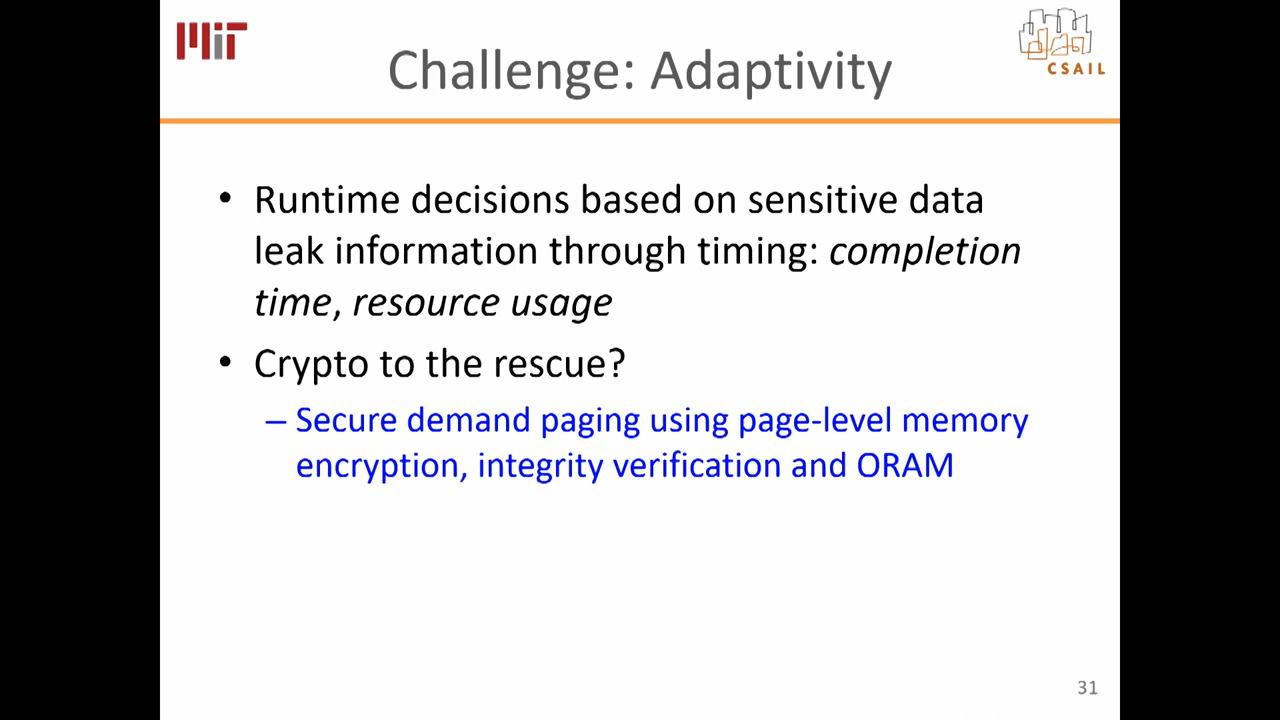 MIT
CSAIL
Challenge: Adaptivity
• Runtime decisions based on sensitive data
leak information through timing: completion
time, resource usage
• Crypto to the rescue?
– Secure demand paging using page-level memory
encryption, integrity verification and ORAM
31